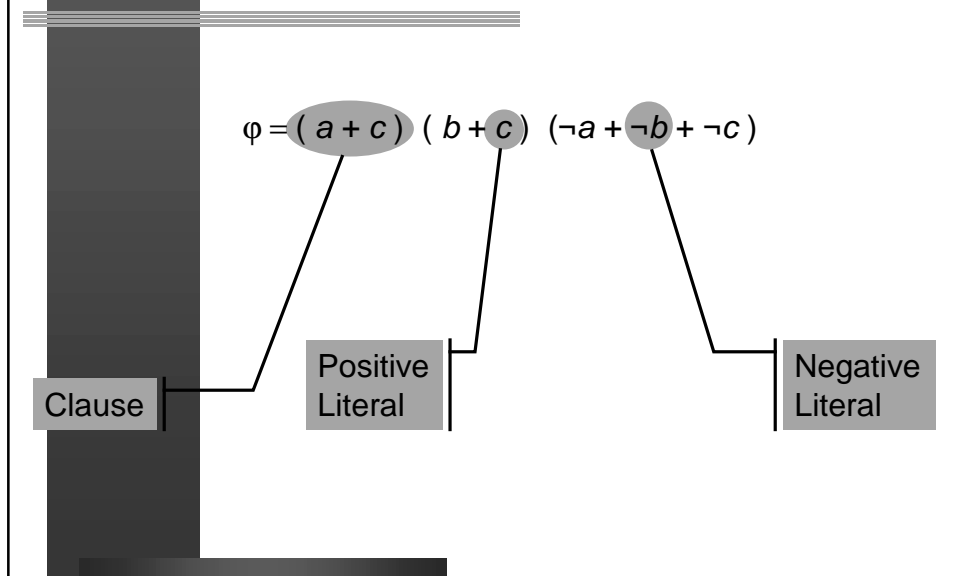 φ = ( a + c ) ( b + c ) (¬a + ¬b + ¬c )
Clause
Positive
Literal
Negative
Literal